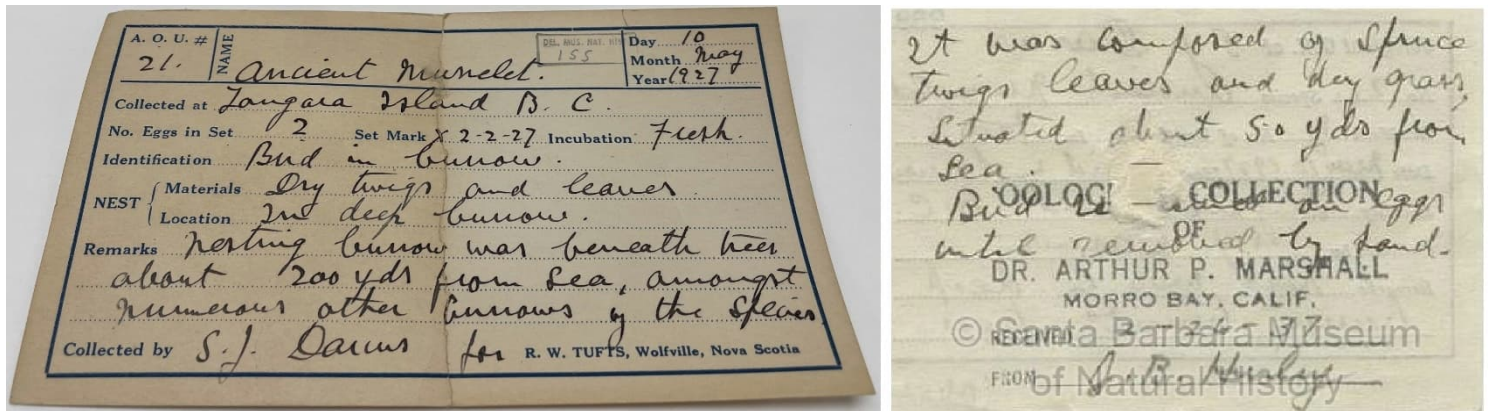 A. O. U. #
21.
NAME
Ancient Murrelet.
DEL. MUS. NAT. HIST
155
Day 10
Month May
Year 1927
Collected at Langara Island B. C.
No. Eggs in Set 2 Set Mark X 2-2-27 Incubation Fresh.
Identification Bird in burrow.
NEST
Materials Dry twigs and leaves
Location In deep burrow.
Remarks Nesting burrow was beneath trees
about 200 yds from sea, amongst
numerous other burrows of the species
Collected by S. J. Darcus for R. W. TUFTS, Wolfville, Nova Scotia
It was composed of spruce
twigs leaves and dry grass,
situated about 50 yds from
sea.
OOLOGI COLLECTION
Bird on eggs
OF
until removed by hand.
DR. ARTHUR P. MARSHALL
MORRO BAY, CALIF.
RECEIVED 3-24-37
© Santa Barbara Museum
of Natural History
FROM